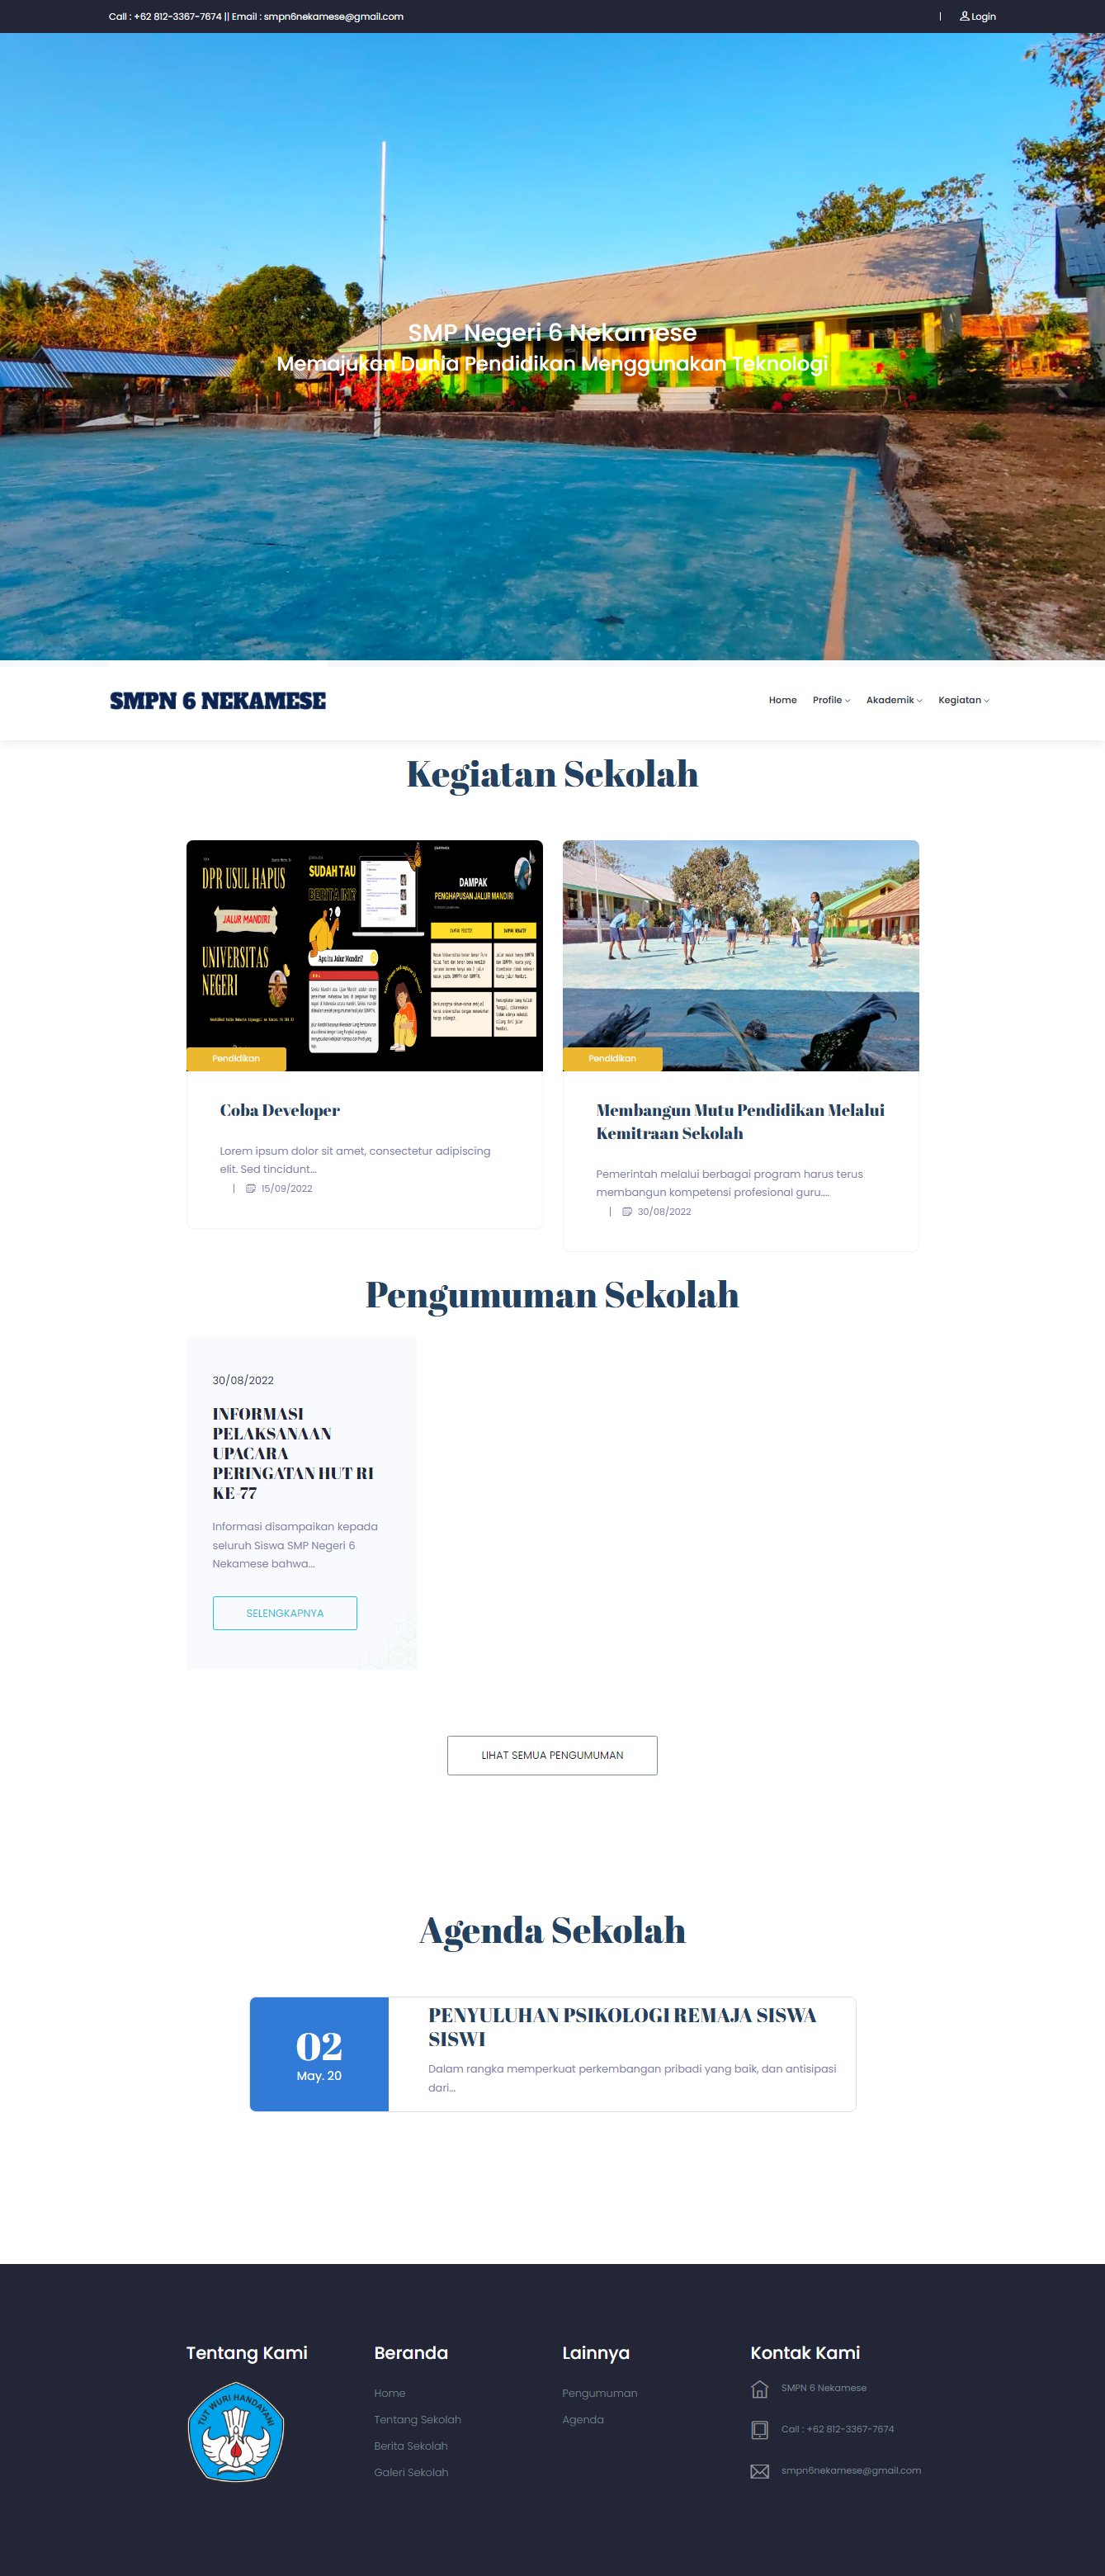 Call : +62 812-3367-7674 || Email : smpn6nekamese@gmail.com
| Login
SMP Negeri 6 Nekamese
Memajukan Dunia Pendidikan Menggunakan Teknologi
SMPN 6 NEKAMESE
Home Profile Akademik Kegiatan
Kegiatan Sekolah
DPR USUL HAPUS
JALUR MANDIRI
UNIVERSITAS
NEGERI
SUDAH TAU
BERITA INI?
Apa itu Jalur Mandiri?
DAMPAK
PENGHAPUSAN JALUR MANDIRI
DAMPAK POSITIF
DAMPAK NEGATIF
Pendidikan
Coba Developer
Lorem ipsum dolor sit amet, consectetur adipiscing
elit. Sed tincidunt...
| 15/09/2022
Pendidikan
Membangun Mutu Pendidikan Melalui
Kemitraan Sekolah
Pemerintah melalui berbagai program harus terus
membangun kompetensi profesional guru....
| 30/08/2022
Pengumuman Sekolah
30/08/2022
INFORMASI
PELAKSANAAN
UPACARA
PERINGATAN HUT RI
KE-77
Informasi disampaikan kepada
seluruh Siswa SMP Negeri 6
Nekamese bahwa...
SELENGKAPNYA
LIHAT SEMUA PENGUMUMAN
Agenda Sekolah
02
May. 20
PENYULUHAN PSIKOLOGI REMAJA SISWA
SISWI
Dalam rangka memperkuat perkembangan pribadi yang baik, dan antisipasi
dari...
Tentang Kami
TUT WURI HANDAYANI
Beranda
Home
Tentang Sekolah
Berita Sekolah
Galeri Sekolah
Lainnya
Pengumuman
Agenda
Kontak Kami
SMPN 6 Nekamese
Call : +62 812-3367-7674
smpn6nekamese@gmail.com